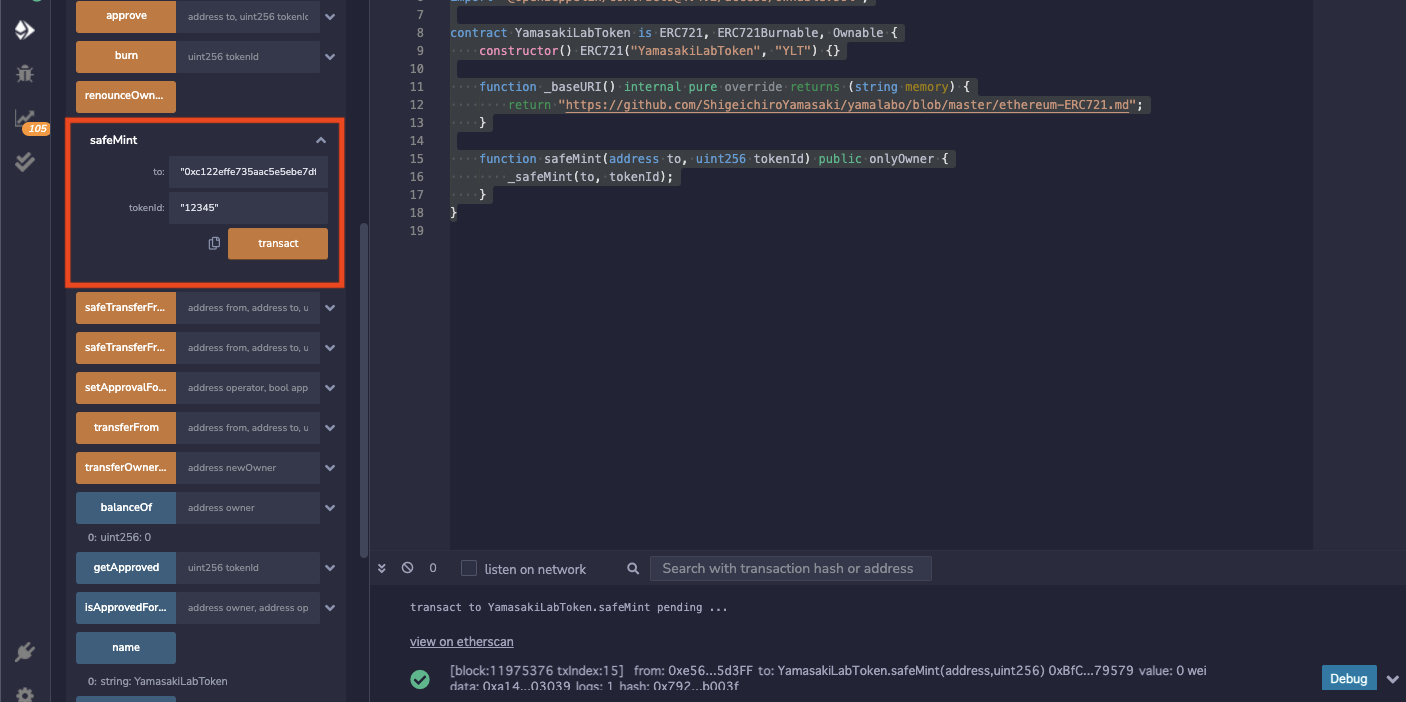 approve
address to, uint256 tokenId
burn
uint256 tokenId
renounceOwn...
105
safeMint
to:
"0xc122effe735aac5e5ebe7df
tokenId:
"12345"
transact
safeTransferFr...
address from, address to, u
safeTransferFr...
address from, address to, u
setApprovalFo...
address operator, bool app
transferFrom
address from, address to, u
transferOwner...
address newOwner
balanceOf
address owner
0: uint256: 0
getApproved
uint256 tokenId
isApprovedFor...
address owner, address op
name
0: string: YamasakiLabToken
7
8 contract YamasakiLabToken is ERC721, ERC721Burnable, Ownable {
9 constructor() ERC721("YamasakiLabToken", "YLT") {}
10
11 function _baseURI() internal pure override returns (string memory) {
12 return "https://github.com/ShigeichiroYamasaki/yamalabo/blob/master/ethereum-ERC721.md";
13 }
14
15 function safeMint(address to, uint256 tokenId) public onlyOwner {
16 _safeMint(to, tokenId);
17 }
18 }
19
0
listen on network
Search with transaction hash or address
transact to YamasakiLabToken.safeMint pending ...
view on etherscan
[block:11975376 txIndex:15] from: 0xe56...5d3FF to: YamasakiLabToken.safeMint(address,uint256) 0xBfC...79579 value: 0 wei
data: 0xa14...03039 logs: 1 hash: 0x792...b003f
Debug